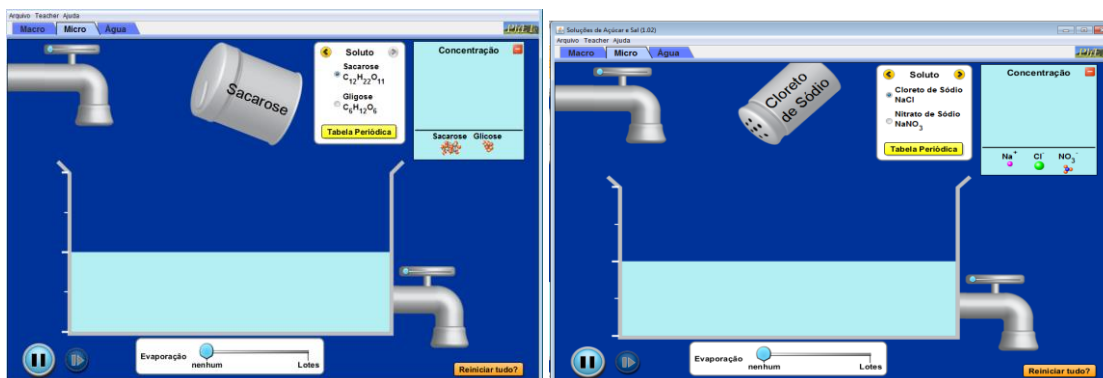 Arquivo Teacher Ajuda
Macro Micro Água
Sacarose
Soluto
Sacarose
C12H22O11
Gligose
C6H12O6
Tabela Periódica
Concentração
Sacarose Glicose
Evaporação
nenhum Lotes
Reiniciar tudo?
Soluções de Açúcar e Sal (1.02)
Arquivo Teacher Ajuda
Macro Micro Água
Cloreto de Sódio
Soluto
Cloreto de Sódio
NaCl
Nitrato de Sódio
NaNO3
Tabela Periódica
Concentração
Na+ Cl- NO3-
Evaporação
nenhum Lotes
Reiniciar tudo?